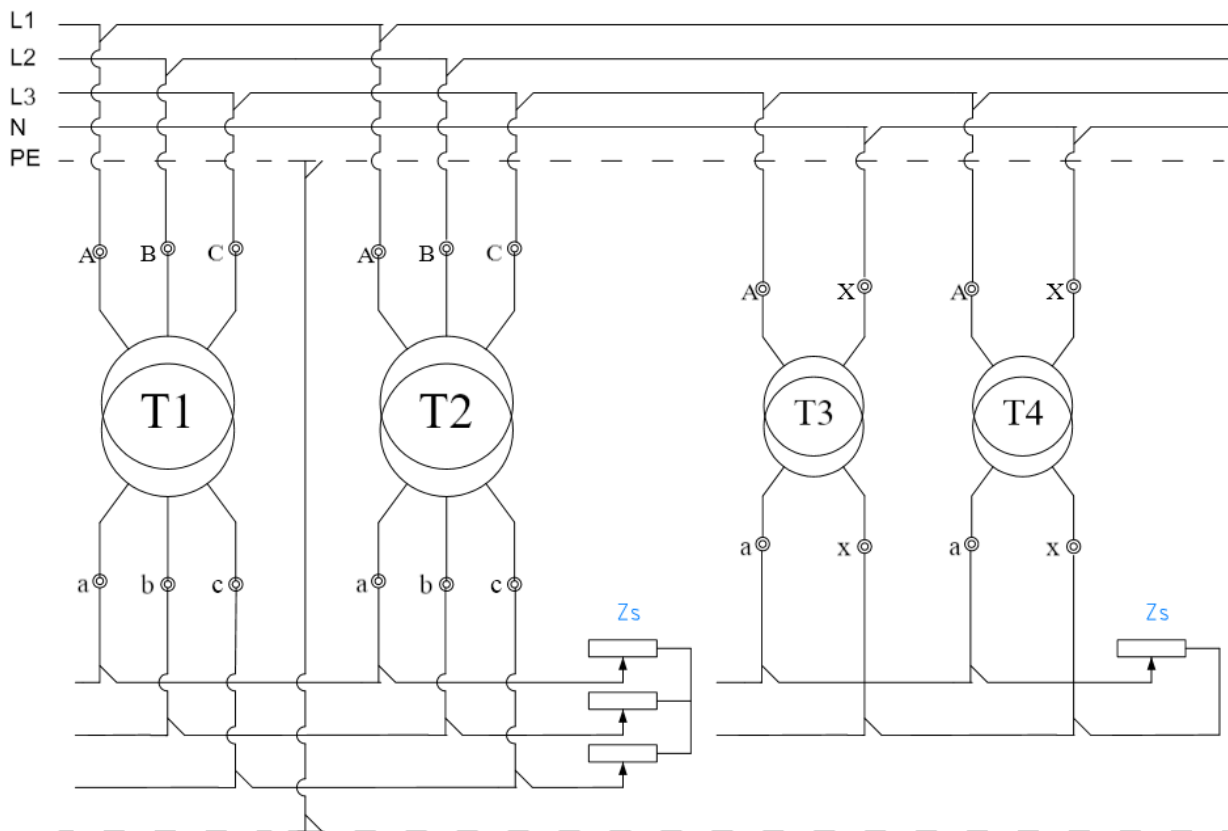 L1
L2
L3
N
PE
A B C A B C
A X A X
T1 T2 T3 T4
a x a x
a b c a b c
Zs Zs